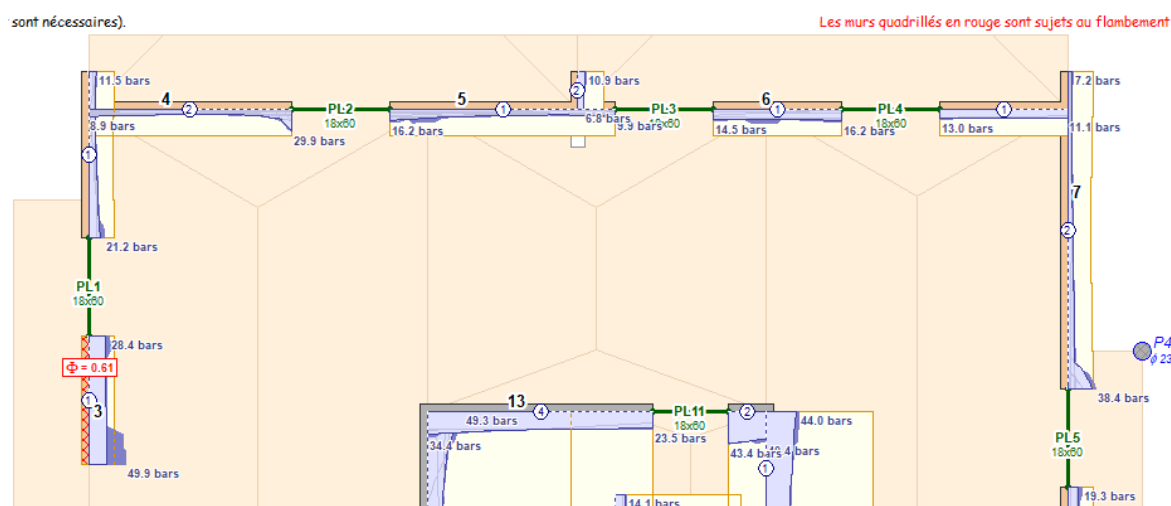 sont nécessaires).
Les murs quadrillés en rouge sont sujets au flambement
11.5 bars
10.9 bars
7.2 bars
4
2
PL2
18x60
5
1
2
PL3
18x60
6
1
PL4
18x60
1
8.9 bars
29.9 bars
16.2 bars
6.8 bars
9.9 bars
14.5 bars
16.2 bars
13.0 bars
11.1 bars
1
7
2
21.2 bars
PL1
18x60
28.4 bars
Φ = 0.61
1
3
49.9 bars
P4
ϕ 23
38.4 bars
13
4
49.3 bars
34.4 bars
PL11
18x60
23.5 bars
2
44.0 bars
43.4 bars
1
PL5
18x60
14.1 bars
19.3 bars